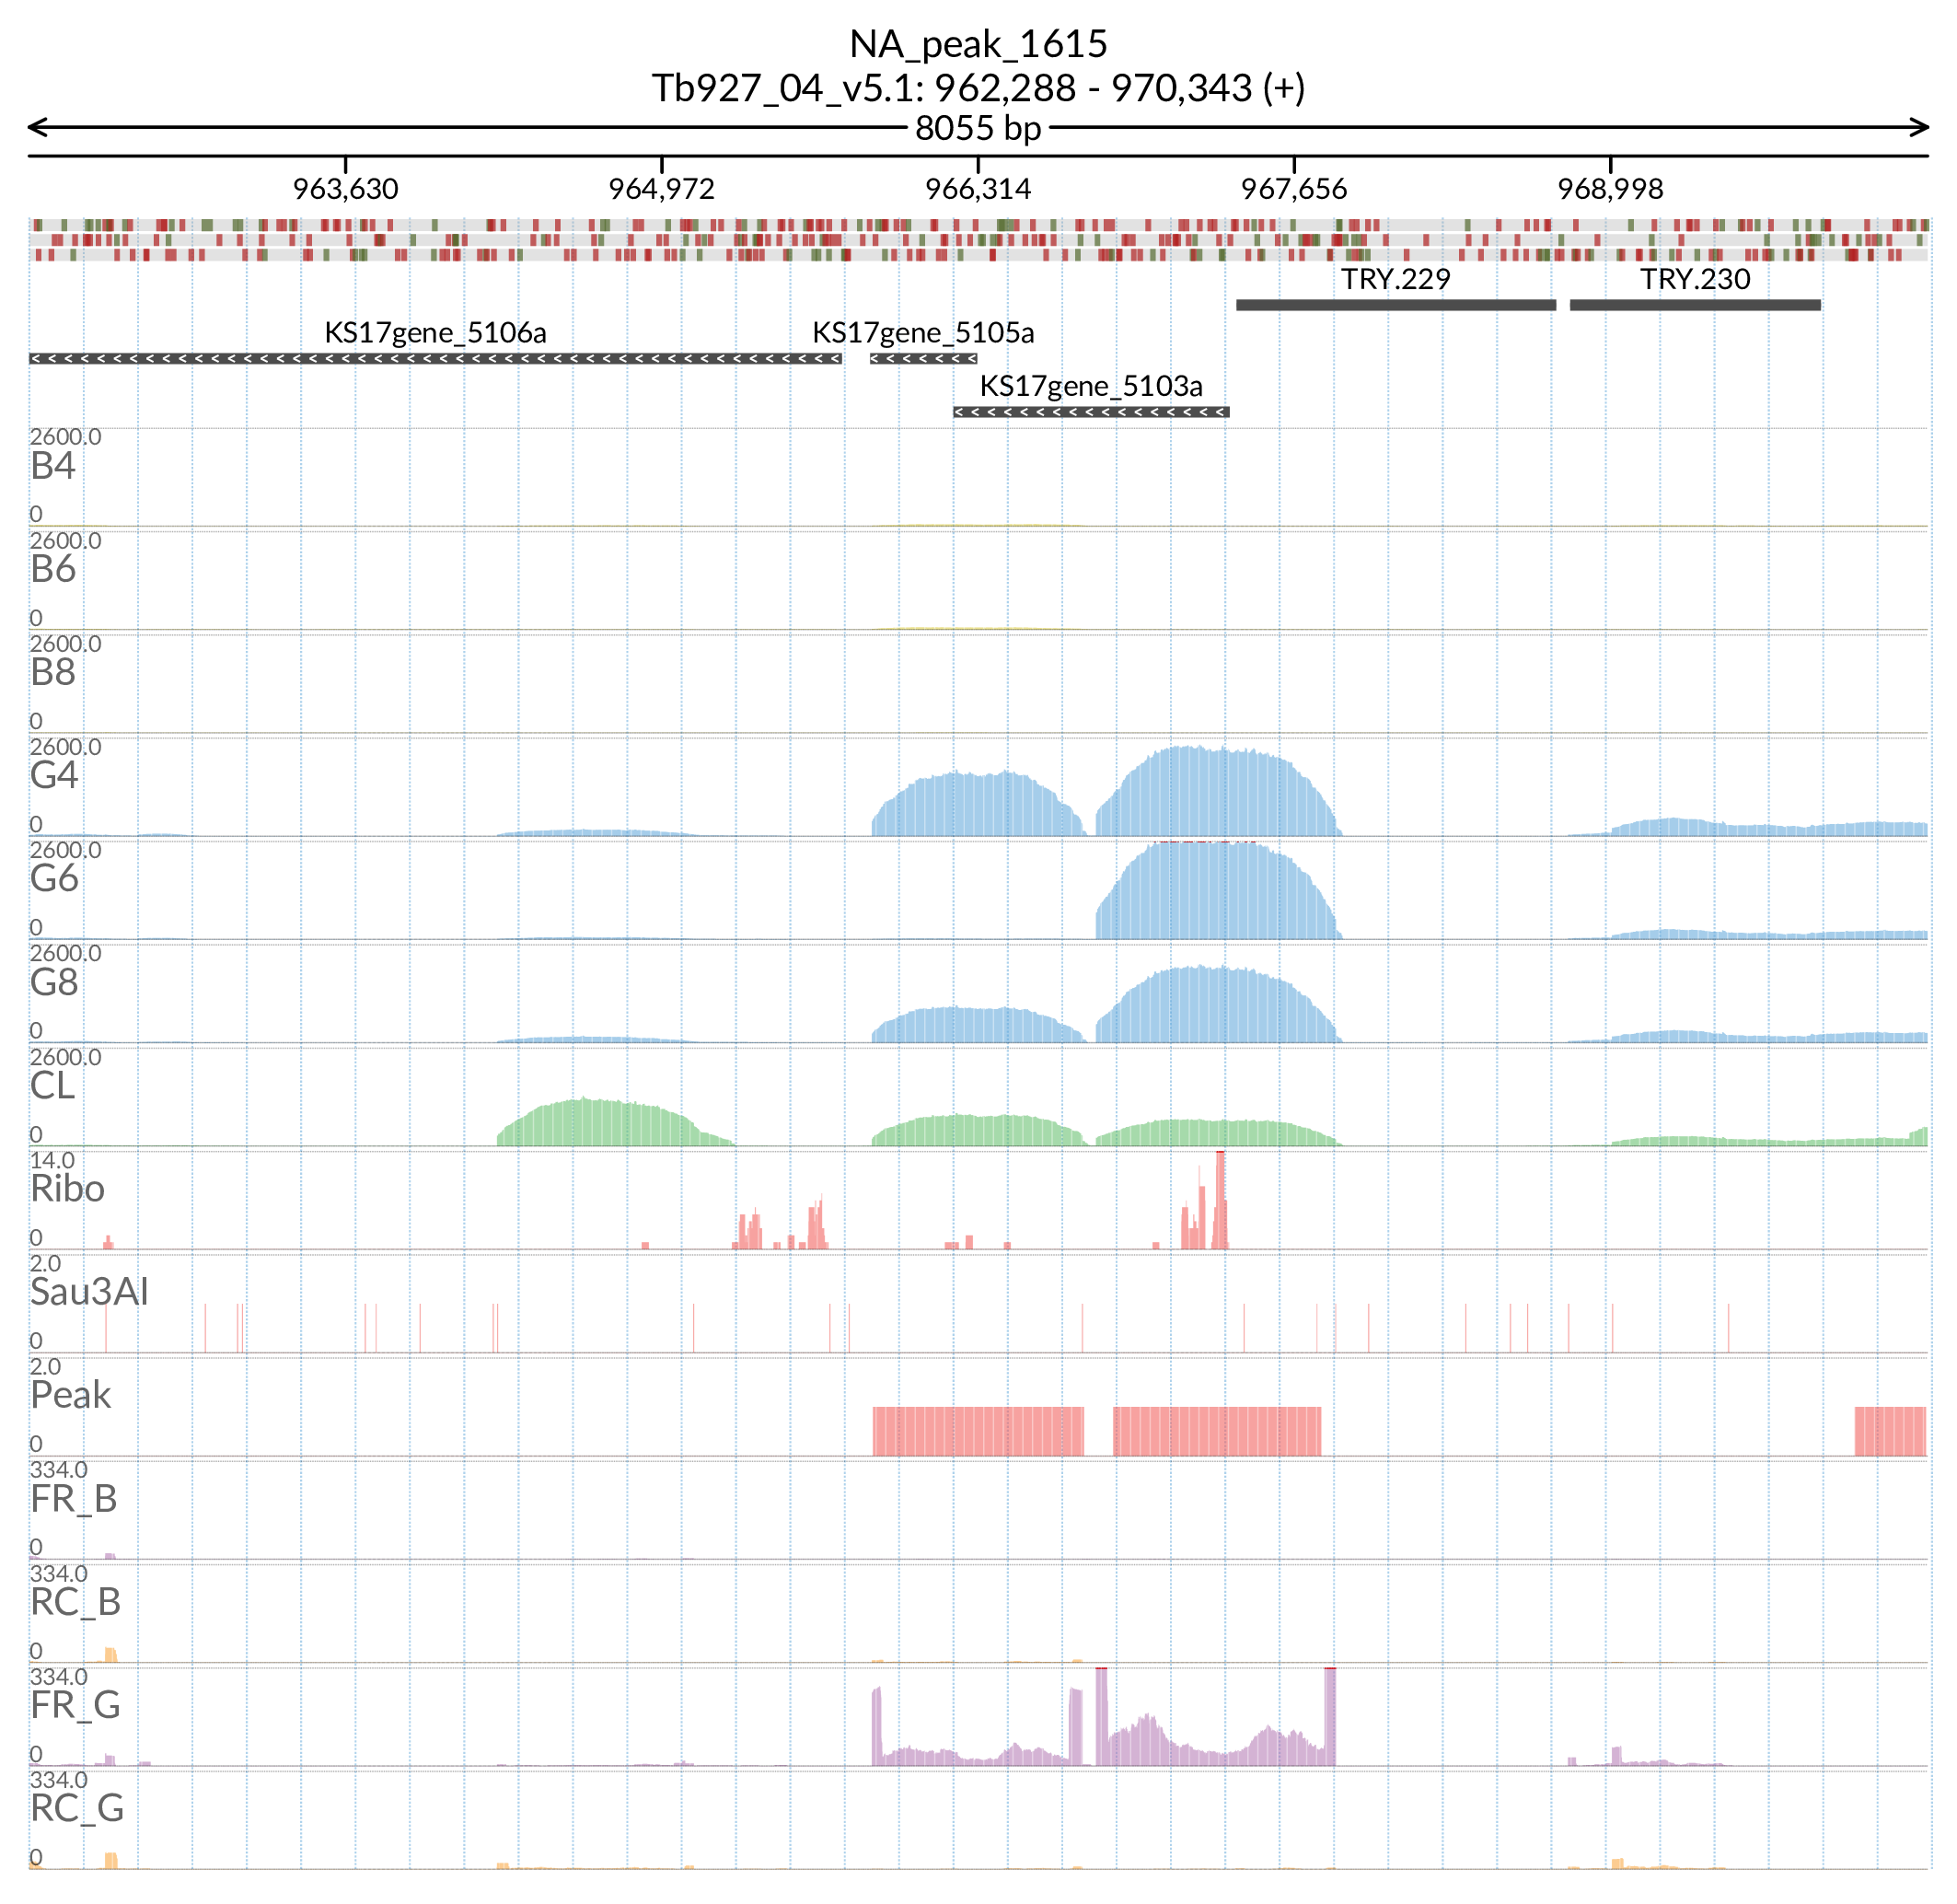 NA_peak_1615
Tb927_04_v5.1: 962,288 - 970,343 (+)
8055 bp
963,630 964,972 966,314 967,656 968,998
TRY.229 TRY.230
KS17gene_5106a KS17gene_5105a
KS17gene_5103a
2600.0
B4
0
2600.0
B6
0
2600.0
B8
0
2600.0
G4
0
2600.0
G6
0
2600.0
G8
0
2600.0
CL
0
14.0
Ribo
0
2.0
Sau3AI
0
2.0
Peak
0
334.0
FR_B
0
334.0
RC_B
0
334.0
FR_G
0
334.0
RC_G
0